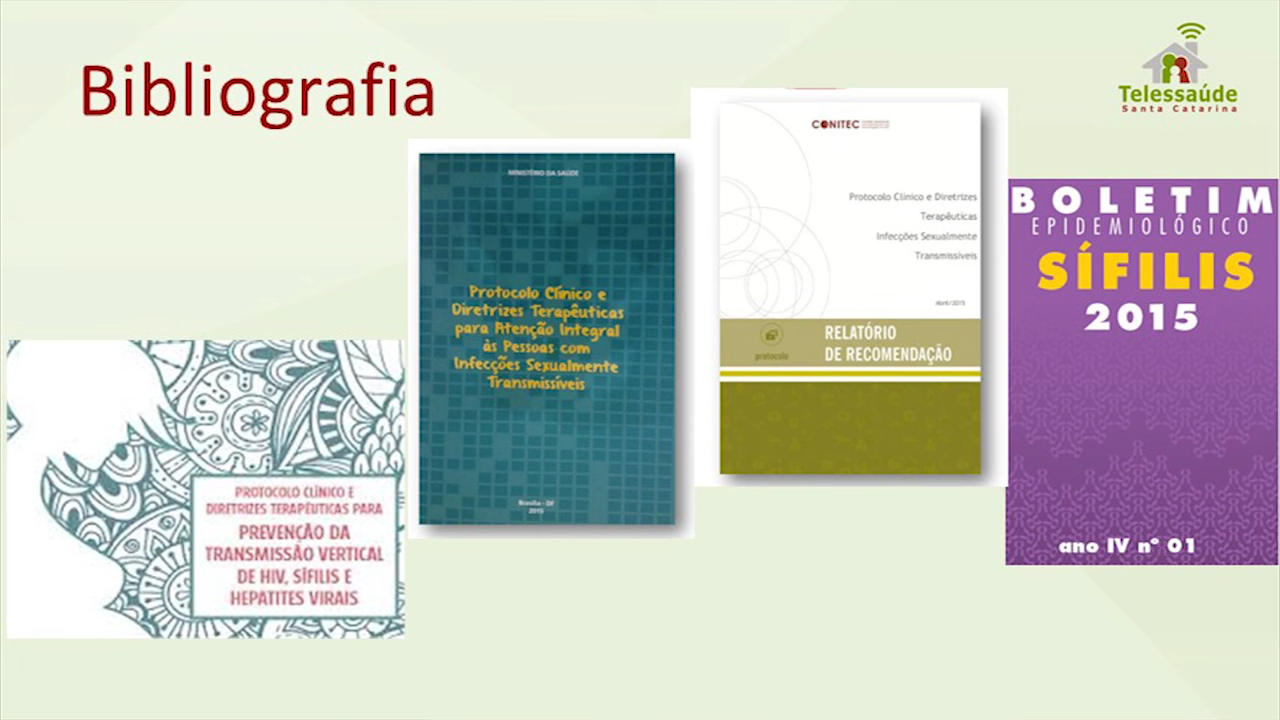 Bibliografia
Telessaúde
Santa Catarina
PROTOCOLO CLÍNICO E
DIRETRIZES TERAPÊUTICAS PARA
PREVENÇÃO DA
TRANSMISSÃO VERTICAL
DE HIV, SÍFILIS E
HEPATITES VIRAIS
MINISTÉRIO DA SAÚDE
Protocolo Clínico e
Diretrizes Terapêuticas
para Atenção Integral
às Pessoas com
Infecções Sexualmente
Transmissíveis
Brasília - DF
2015
CONITEC
Protocolo Clínico e Diretrizes
Terapêuticas
Infecções Sexualmente
Transmissíveis
Abril/2015
protocolo
RELATÓRIO
DE RECOMENDAÇÃO
BOLETIM
EPIDEMIOLÓGICO
SÍFILIS
2015
ano IV nº 01